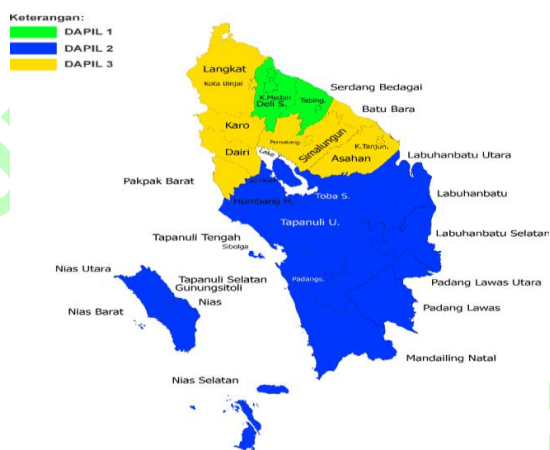 Keterangan:
DAPIL 1
DAPIL 2
DAPIL 3
Langkat
Kota Binjai
K.Medan
Deli S.
Tebing.
Serdang Bedagai
Batu Bara
Karo
Pematang.
Simalungun
K.Tanjun.
Asahan
Dairi
Lake
Labuhanbatu Utara
Pakpak Barat
Toba S.
Labuhanbatu
Humbang H.
Tapanuli U.
Labuhanbatu Selatan
Tapanuli Tengah
Sibolga
Nias Utara
Tapanuli Selatan
Gunungsitoli
Padangs.
Padang Lawas Utara
Nias
Nias Barat
Padang Lawas
Mandailing Natal
Nias Selatan